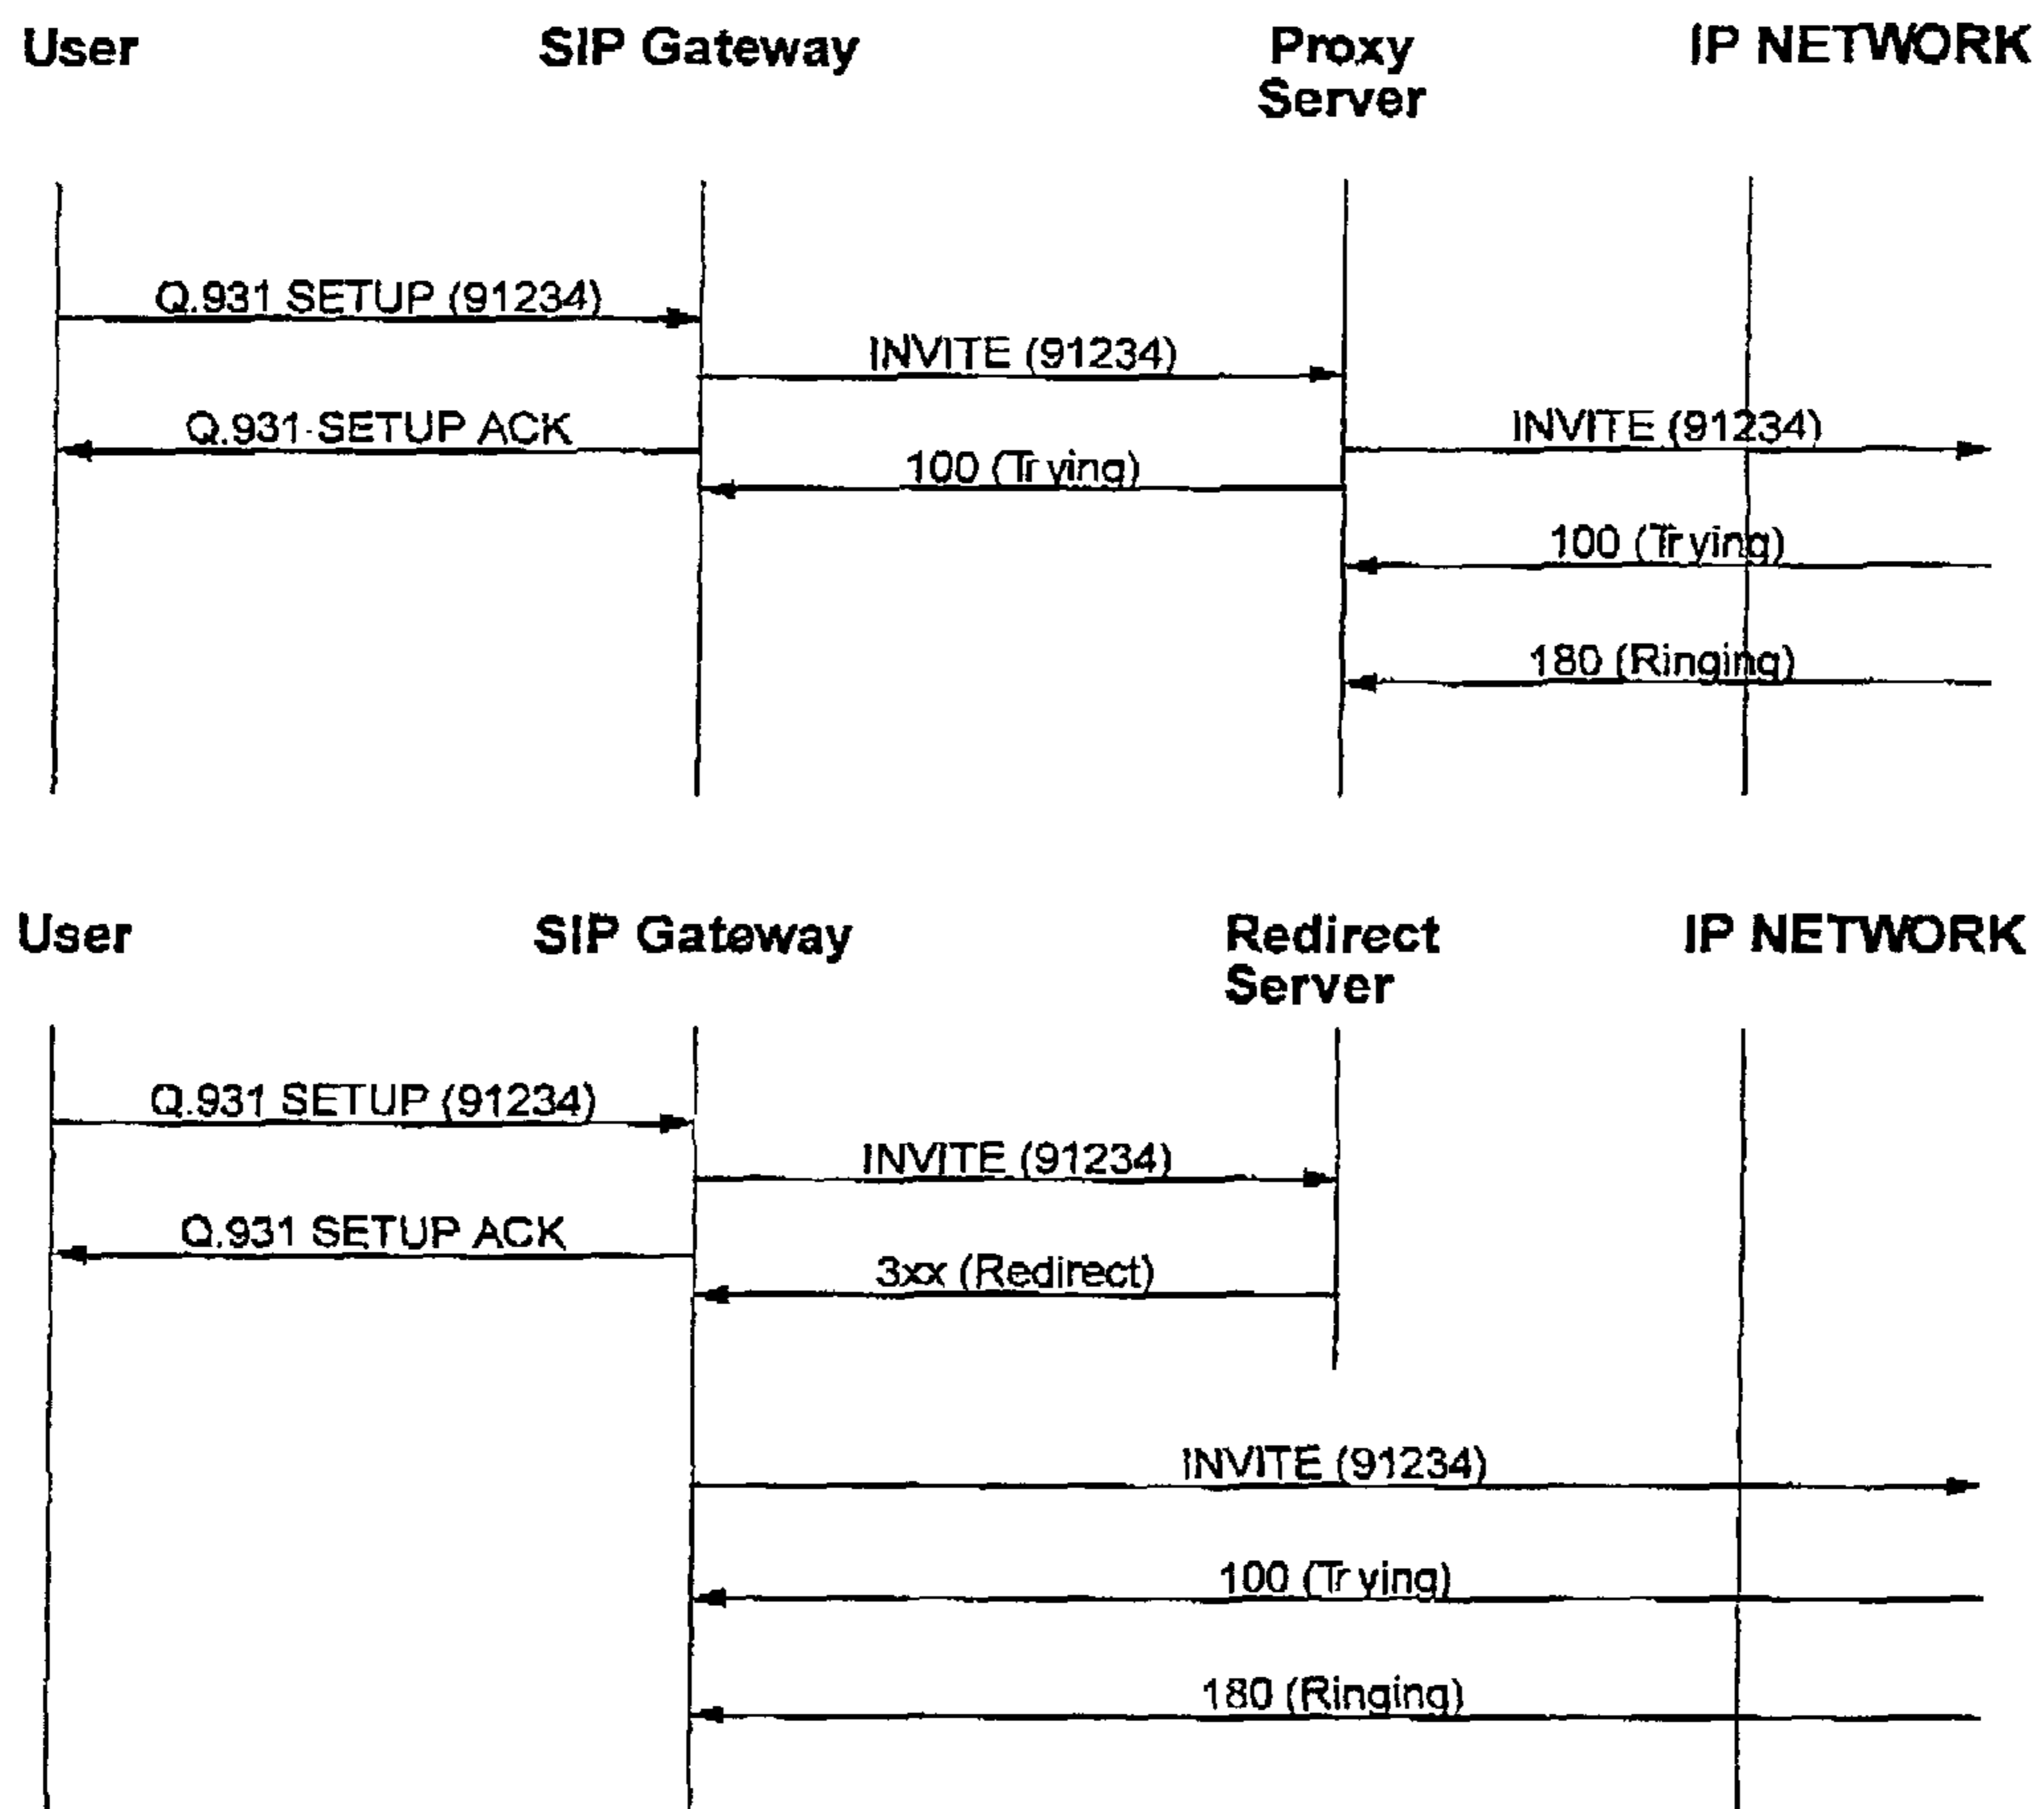 User SIP Gateway Proxy Server IP NETWORK
Q.931 SETUP (91234)
INVITE (91234)
Q.931 SETUP ACK
INVITE (91234)
100 (Trying)
100 (Trying)
180 (Ringing)
User SIP Gateway Redirect Server IP NETWORK
Q.931 SETUP (91234)
INVITE (91234)
Q.931 SETUP ACK
3xx (Redirect)
INVITE (91234)
100 (Trying)
180 (Ringing)